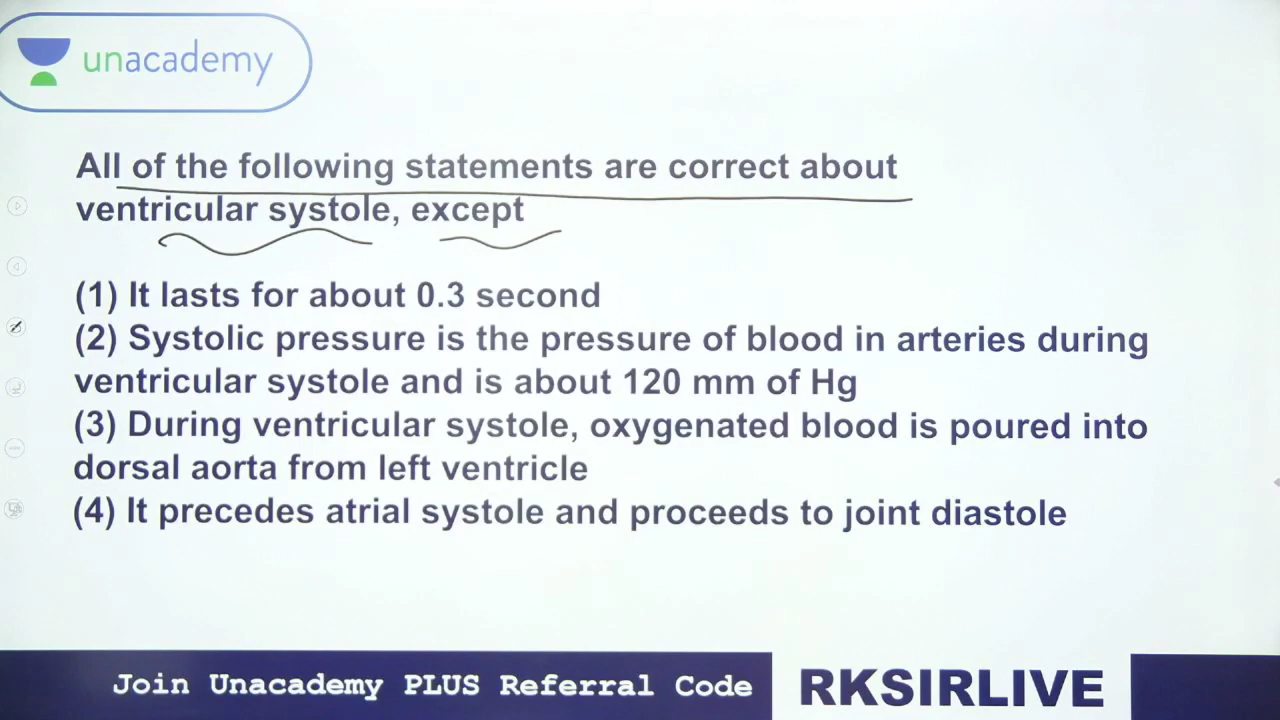 unacademy
All of the following statements are correct about
ventricular systole, except
(1) It lasts for about 0.3 second
(2) Systolic pressure is the pressure of blood in arteries during
ventricular systole and is about 120 mm of Hg
(3) During ventricular systole, oxygenated blood is poured into
dorsal aorta from left ventricle
(4) It precedes atrial systole and proceeds to joint diastole
Join Unacademy PLUS Referral Code
RKSIRLIVE